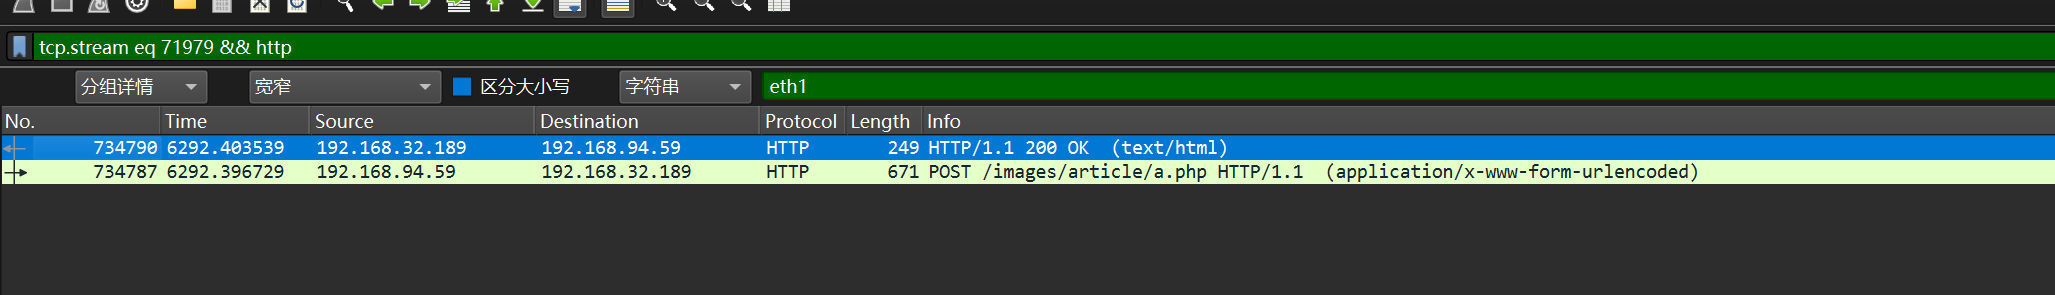 tcp.stream eq 71979 && http
分组详情 宽窄 区分大小写 字符串 eth1
No. Time Source Destination Protocol Length Info
734790 6292.403539 192.168.32.189 192.168.94.59 HTTP 249 HTTP/1.1 200 OK (text/html)
734787 6292.396729 192.168.94.59 192.168.32.189 HTTP 671 POST /images/article/a.php HTTP/1.1 (application/x-www-form-urlencoded)